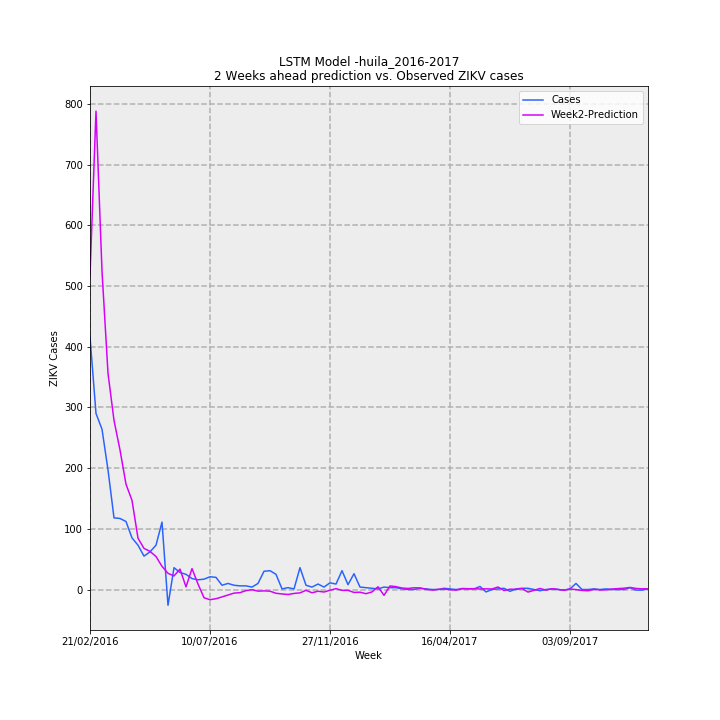 LSTM Model -huila_2016-2017
2 Weeks ahead prediction vs. Observed ZIKV cases
Cases
Week2-Prediction
800
700
600
500
400
300
200
100
0
ZIKV Cases
21/02/2016
10/07/2016
27/11/2016
16/04/2017
03/09/2017
Week